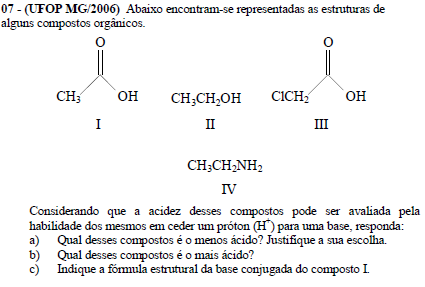 07 - (UFOP MG/2006) Abaixo encontram-se representadas as estruturas de
alguns compostos orgânicos.
O O
CH3 OH CH3CH2OH ClCH2 OH
I II III
CH3CH2NH2
IV
Considerando que a acidez desses compostos pode ser avaliada pela
habilidade dos mesmos em ceder um próton (H+) para uma base, responda:
a) Qual desses compostos é o menos ácido? Justifique a sua escolha.
b) Qual desses compostos é o mais ácido?
c) Indique a fórmula estrutural da base conjugada do composto I.